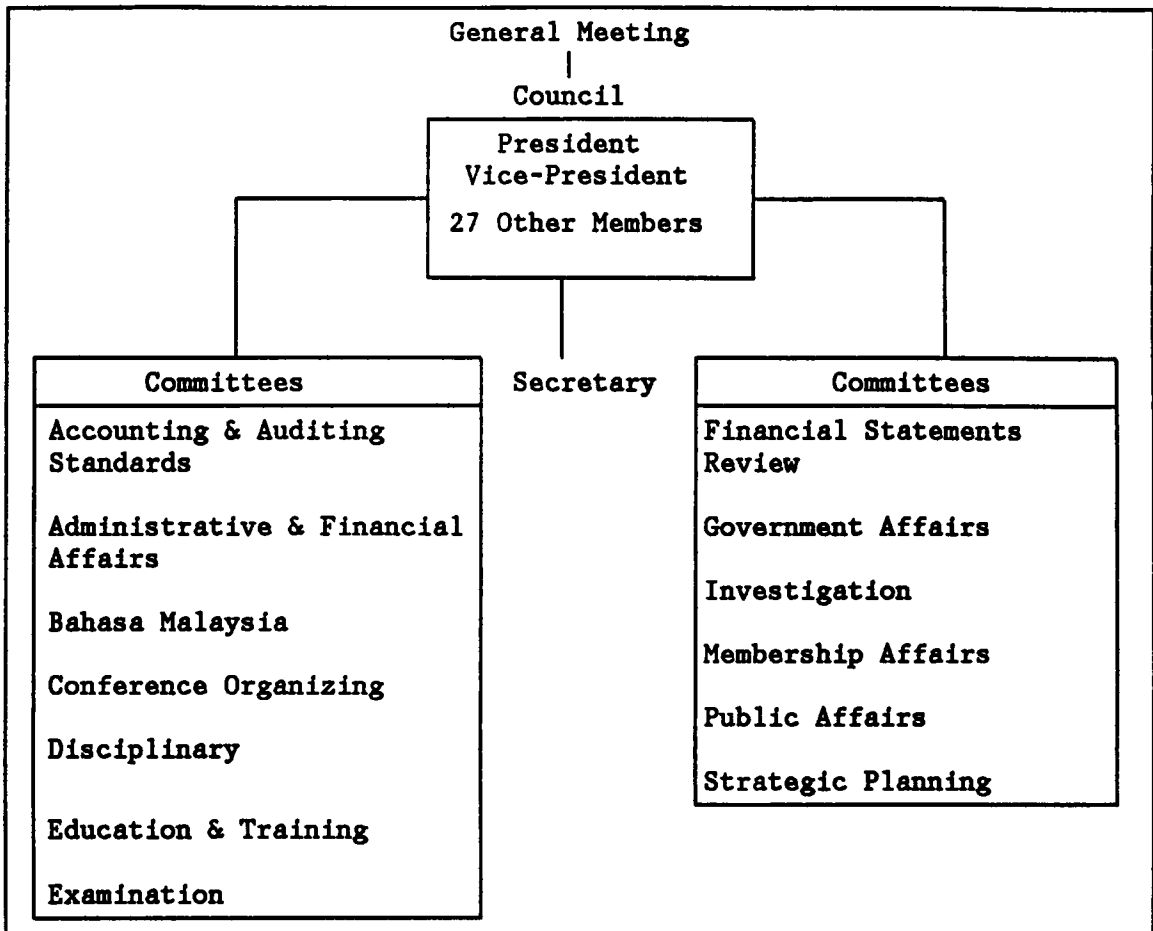 General Meeting
Council
President
Vice-President
27 Other Members
Committees
Accounting & Auditing
Standards
Administrative & Financial
Affairs
Bahasa Malaysia
Conference Organizing
Disciplinary
Education & Training
Examination
Secretary
Committees
Financial Statements
Review
Government Affairs
Investigation
Membership Affairs
Public Affairs
Strategic Planning